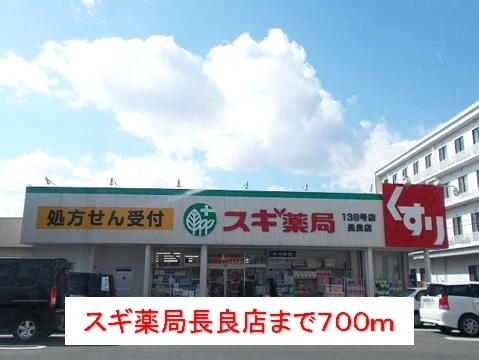 処方せん受付
スギ薬局
138号店
長良店
くすり
スギ薬局長良店まで700m